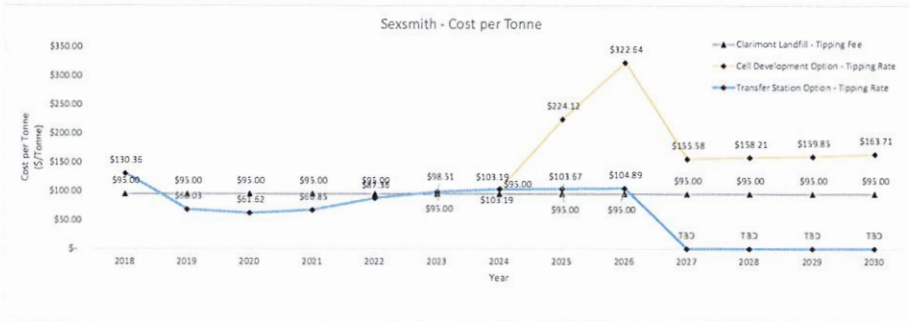 Sexsmith - Cost per Tonne
$350.00
$300.00
$250.00
$200.00
$150.00
$100.00
$50.00
$-
Cost per Tonne
($/Tonne)
Clarimont Landfill - Tipping Fee
Cell Development Option - Tipping Rate
Transfer Station Option - Tipping Rate
$322.64
$224.12
$155.58 $158.21 $159.85 $163.71
$130.36
$98.51 $103.19 $103.67 $104.89
$95.00 $95.00 $95.00 $95.00 $95.00 $95.00 $95.00 $95.00 $95.00 $95.00
$61.62 $87.36
$95.00 $103.19 $95.00 $95.00
TBD TBD TBD TBD
2018 2019 2020 2021 2022 2023 2024 2025 2026 2027 2028 2029 2030
Year